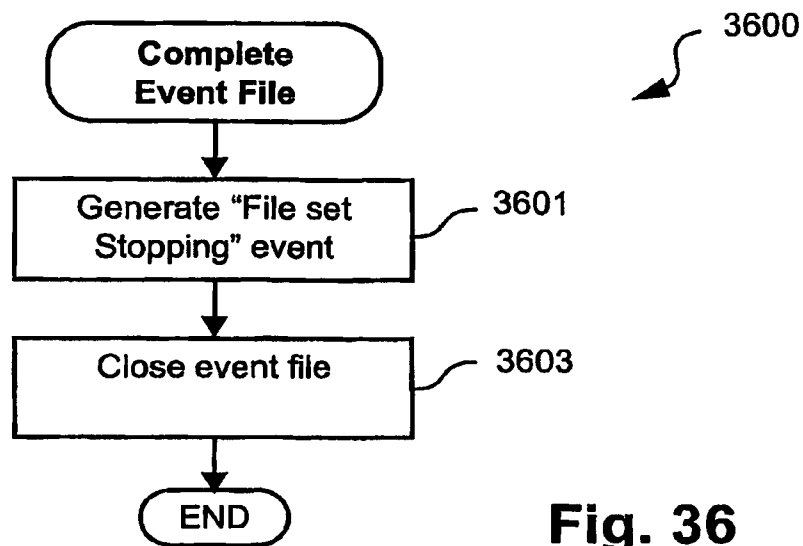 Complete
Event File
3600
Generate “File set
Stopping” event
3601
Close event file
3603
END
Fig. 36